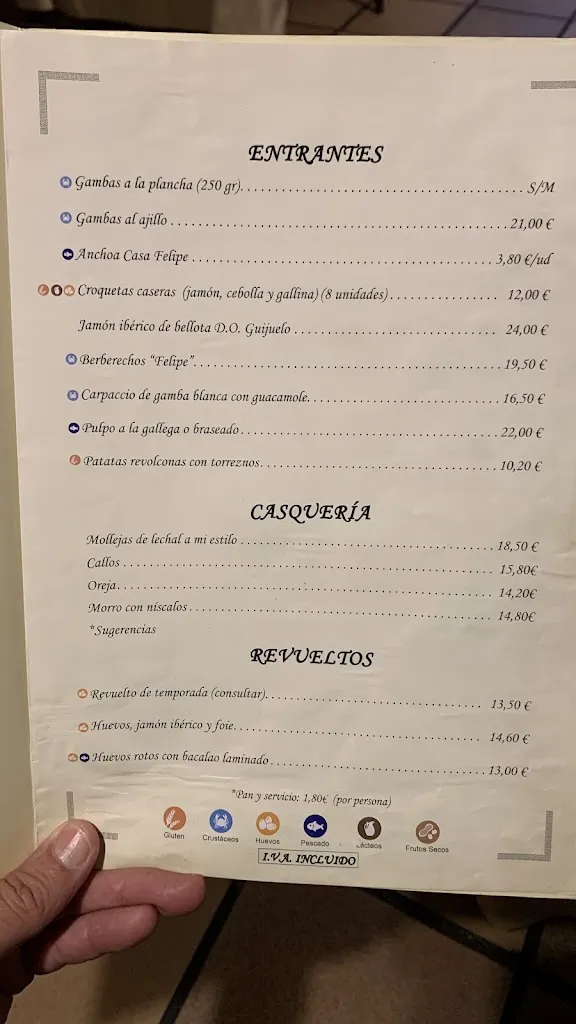 ENTRANTES
Gambas a la plancha (250 gr). S/M
Gambas al ajillo 21,00 €
Anchoa Casa Felipe 3,80 €/ud
Croquetas caseras (jamón, cebolla y gallina) (8 unidades) 12,00 €
Jamón ibérico de bellota D.O. Guijuelo 24,00 €
Berberechos "Felipe" 19,50 €
Carpaccio de gamba blanca con guacamole. 16,50 €
Pulpo a la gallega o braseado 22,00 €
Patatas revolconas con torreznos. 10,20 €
CASQUERÍA
Mollejas de lechal a mi estilo 18,50 €
Callos 15,80€
Oreja 14,20€
Morro con níscalos 14,80€
*Sugerencias
REVUELTOS
Revuelto de temporada (consultar). 13,50 €
Huevos, jamón ibérico y foie. 14,60 €
Huevos rotos con bacalao laminado 13,00 €
*Pan y servicio: 1,80€ (por persona)
Gluten Crustáceos Huevos Pescado Frutos Secos
I.V.A. INCLUIDO